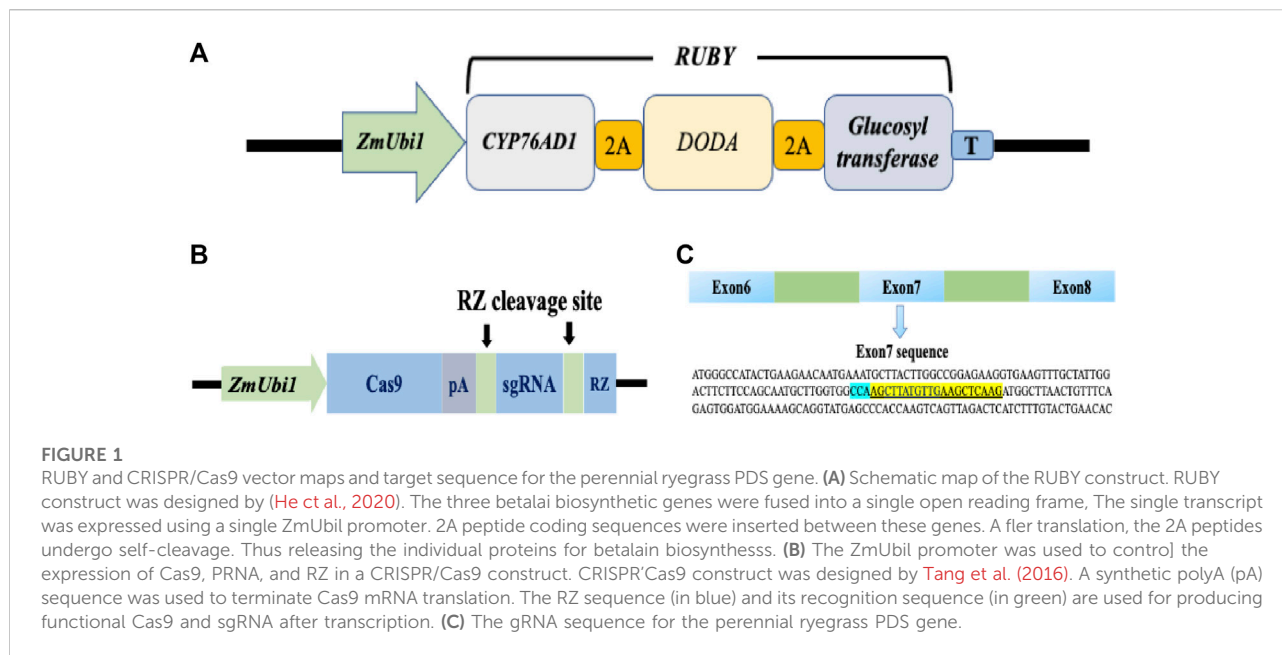 A
RUBY
ZmUbi1
CYP76AD1
2A
DODA
2A
Glucosyl
transferase
T
B
RZ cleavage site
ZmUbi1
Cas9
pA
sgRNA
RZ
C
Exon6
Exon7
Exon8
Exon7 sequence
ATGGGCCATACTGAAGAACAATGAAATGCTTACTTGGCCGGAGAAGGTGAAGTTTGCTATTGG
ACTTCTTCCAGCAATGCTTGGTGGCCAAGCTTATGTTGAAGCTCAAGATGGCTTAACTGTTTCA
GAGTGGATGGAAAAGCAGGTATGAGCCCACCAAGTCAGTTAGACTCATCTTTGTACTGAACAC
FIGURE 1
RUBY and CRISPR/Cas9 vector maps and target sequence for the perennial ryegrass PDS gene. (A) Schematic map of the RUBY construct. RUBY
construct was designed by (He ct al., 2020). The three betalai biosynthetic genes were fused into a single open reading frame, The single transcript
was expressed using a single ZmUbil promoter. 2A peptide coding sequences were inserted between these genes. A fler translation, the 2A peptides
undergo self-cleavage. Thus releasing the individual proteins for betalain biosynthesss. (B) The ZmUbil promoter was used to contro] the
expression of Cas9, PRNA, and RZ in a CRISPR/Cas9 construct. CRISPR'Cas9 construct was designed by Tang et al. (2016). A synthetic polyA (pA)
sequence was used to terminate Cas9 mRNA translation. The RZ sequence (in blue) and its recognition sequence (in green) are used for producing
functional Cas9 and sgRNA after transcription. (C) The gRNA sequence for the perennial ryegrass PDS gene.